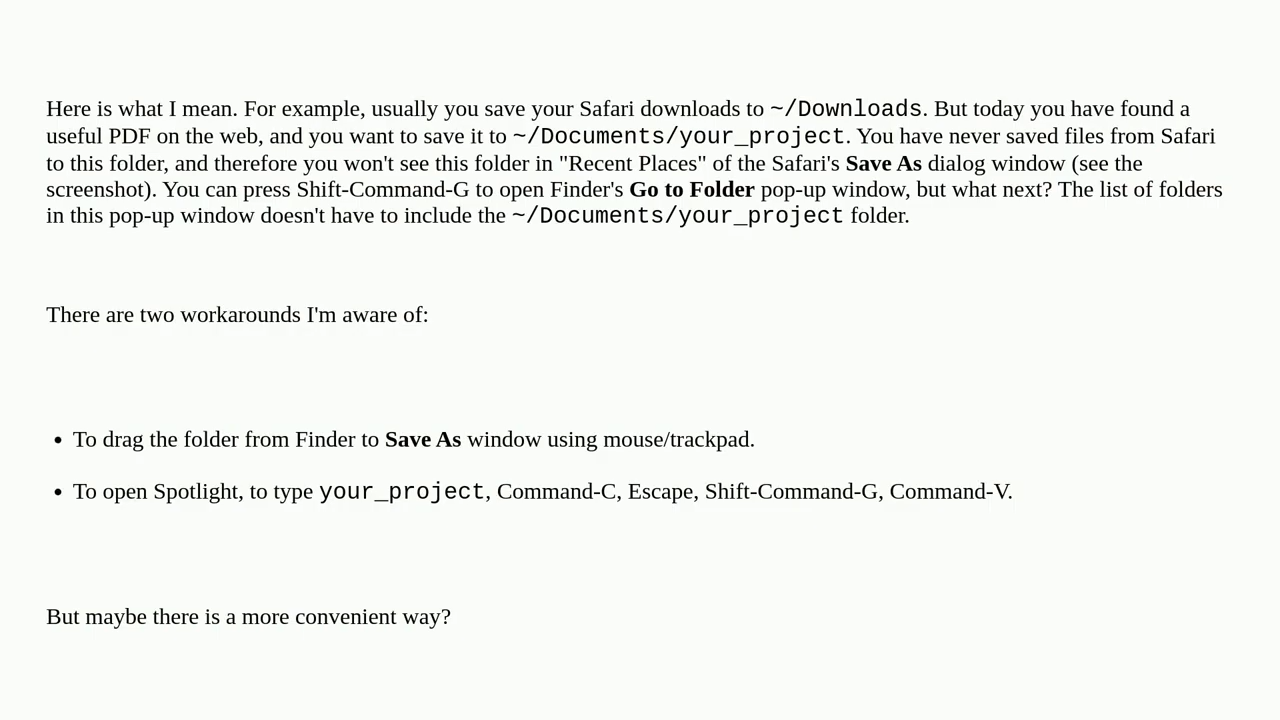 Here is what I mean. For example, usually you save your Safari downloads to ~/Downloads. But today you have found a
useful PDF on the web, and you want to save it to ~/Documents/your_project. You have never saved files from Safari
to this folder, and therefore you won't see this folder in "Recent Places" of the Safari's Save As dialog window (see the
screenshot). You can press Shift-Command-G to open Finder's Go to Folder pop-up window, but what next? The list of folders
in this pop-up window doesn't have to include the ~/Documents/your_project folder.
There are two workarounds I'm aware of:
• To drag the folder from Finder to Save As window using mouse/trackpad.
• To open Spotlight, to type your_project, Command-C, Escape, Shift-Command-G, Command-V.
But maybe there is a more convenient way?